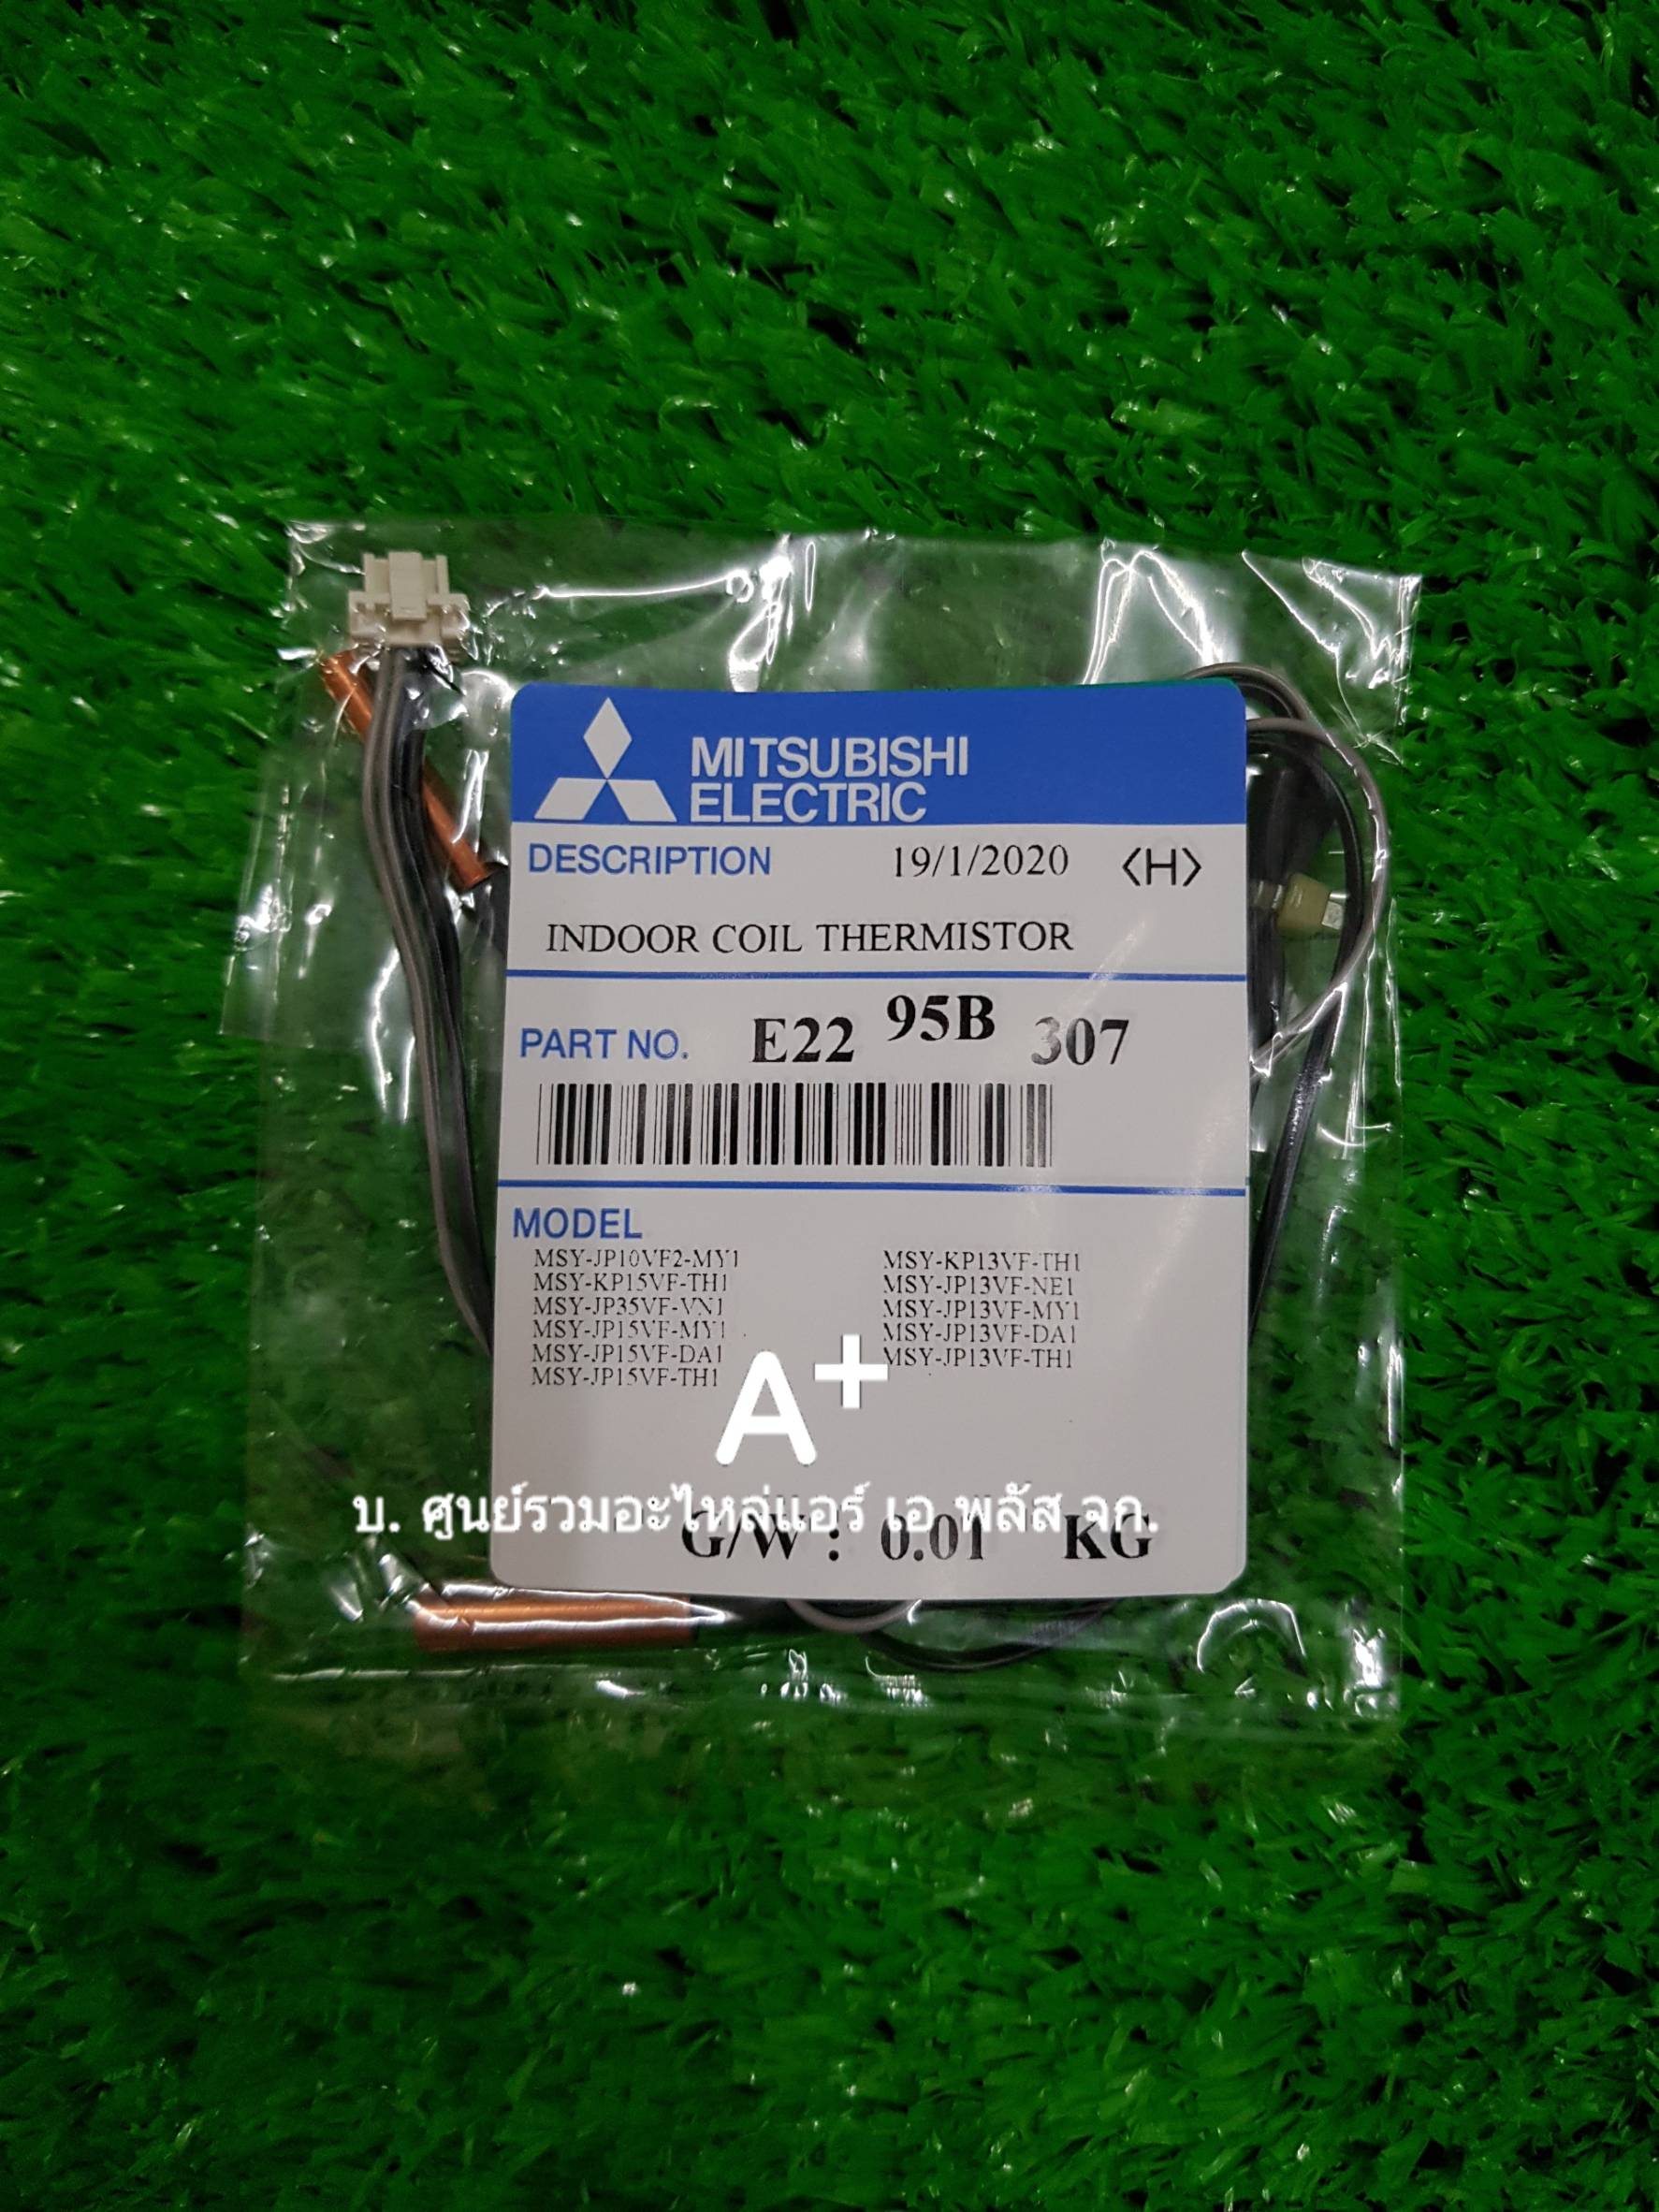 MITSUBISHI
ELECTRIC
DESCRIPTION 19/1/2020 <H>
INDOOR COIL THERMISTOR
PART NO. E22 95B 307
MODEL
MSY-JP10VF2-MY1 MSY-KP13VF-TH1
MSY-KP15VF-TH1 MSY-JP13VF-NE1
MSY-JP35VF-VN1 MSY-JP13VF-MY1
MSY-JP15VF-MY1 MSY-JP13VF-DA1
MSY-JP15VF-DA1 MSY-JP13VF-TH1
MSY-JP15VF-TH1
A+
บ. ศูนย์รวมอะไหล่แอร์ เอ พลัส จก.
G/W : 0.01 KG